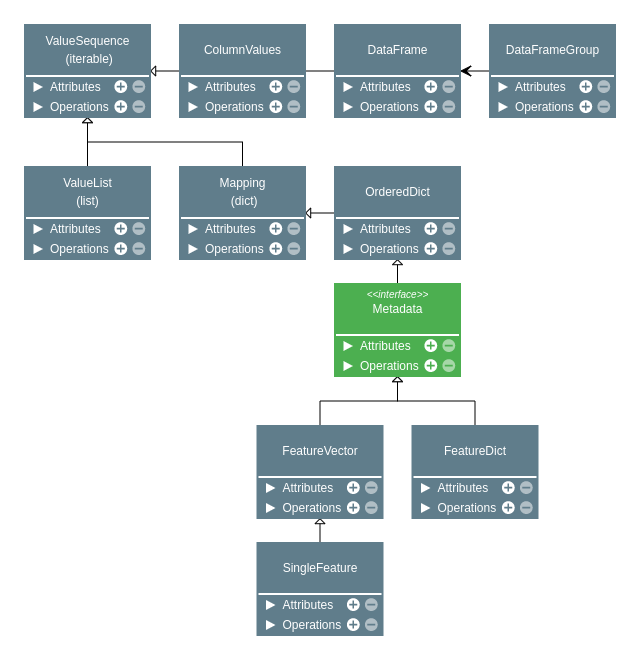 ValueSequence
(iterable)
Attributes
Operations
ColumnValues
Attributes
Operations
DataFrame
Attributes
Operations
DataFrameGroup
Attributes
Operations
ValueList
(list)
Attributes
Operations
Mapping
(dict)
Attributes
Operations
OrderedDict
Attributes
Operations
<<interface>>
Metadata
Attributes
Operations
FeatureVector
Attributes
Operations
FeatureDict
Attributes
Operations
SingleFeature
Attributes
Operations